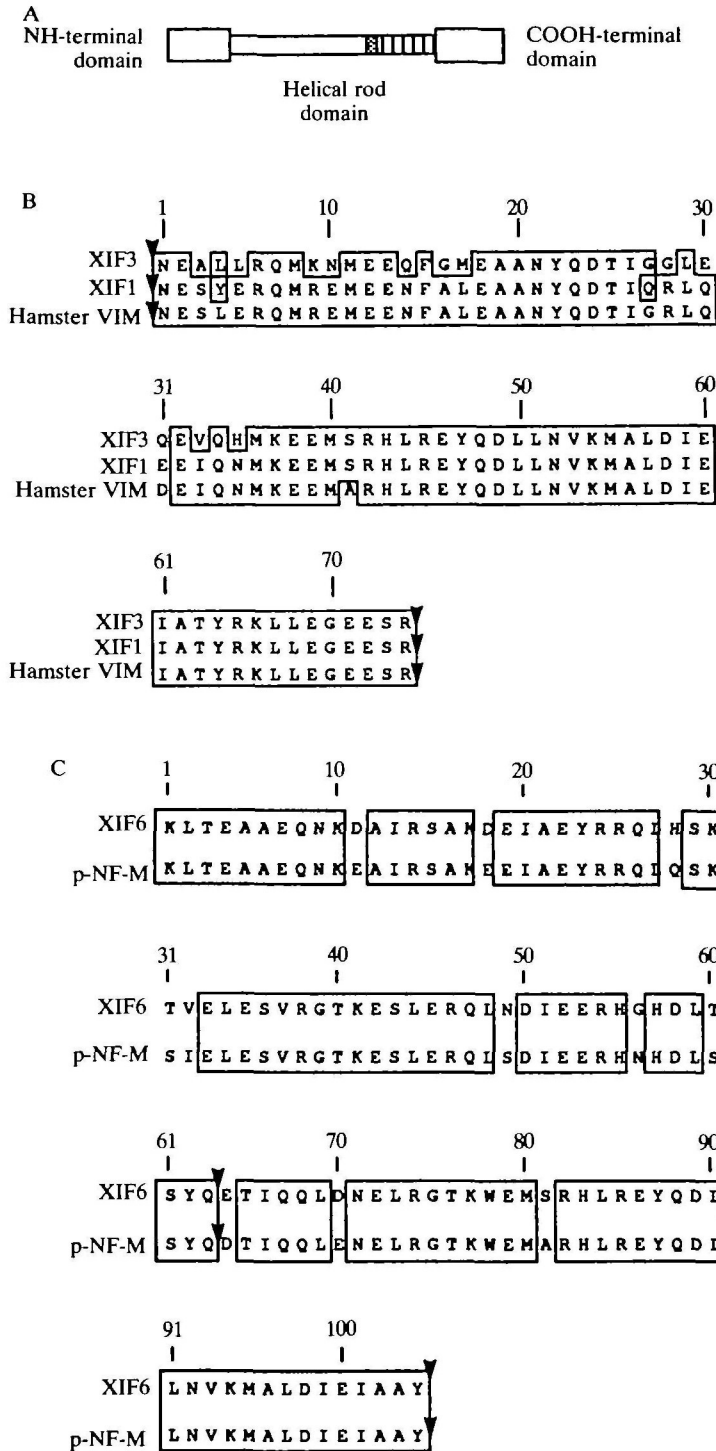 A
NH-terminal domain
COOH-terminal domain
Helical rod domain
B
1 10 20 30
XIF3 N E A L L R Q M K N M E E Q F G M E A A N Y Q D T I G G L E
XIF1 N E S Y E R Q M R E M E E N F A L E A A N Y Q D T I Q R L Q
Hamster VIM N E S L E R Q M R E M E E N F A L E A A N Y Q D T I G R L Q
31 40 50 60
XIF3 Q E V Q H M K E E M S R H L R E Y Q D L L N V K M A L D I E
XIF1 E E I Q N M K E E M S R H L R E Y Q D L L N V K M A L D I E
Hamster VIM D E I Q N M K E E M A R H L R E Y Q D L L N V K M A L D I E
61 70
XIF3 I A T Y R K L L E G E E S R
XIF1 I A T Y R K L L E G E E S R
Hamster VIM I A T Y R K L L E G E E S R
C
1 10 20 30
XIF6 K L T E A A E Q N K D A I R S A K D E I A E Y R R Q L H S K
p-NF-M K L T E A A E Q N K E A I R S A K E E I A E Y R R Q L Q S K
31 40 50 60
XIF6 T V E L E S V R G T K E S L E R Q L N D I E E R H G H D L T
p-NF-M S I E L E S V R G T K E S L E R Q L S D I E E R H N H D L S
61 70 80 90
XIF6 S Y Q E T I Q Q L D N E L R G T K W E M S R H L R E Y Q D L
p-NF-M S Y Q D T I Q Q L E N E L R G T K W E M A R H L R E Y Q D L
91 100
XIF6 L N V K M A L D I E I A A Y
p-NF-M L N V K M A L D I E I A A Y